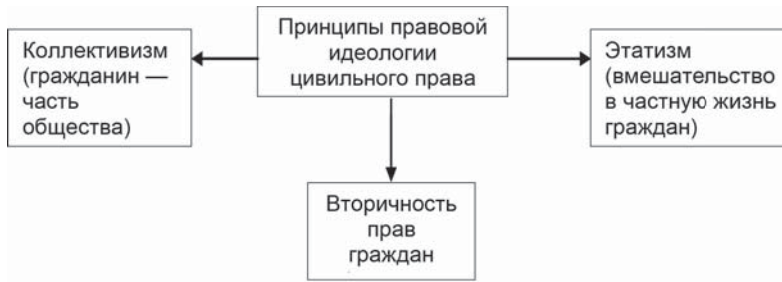 Принципы правовой
идеологии
цивильного права
Коллективизм
(гражданин —
часть
общества)
Этатизм
(вмешательство
в частную жизнь
граждан)
Вторичность
прав
граждан